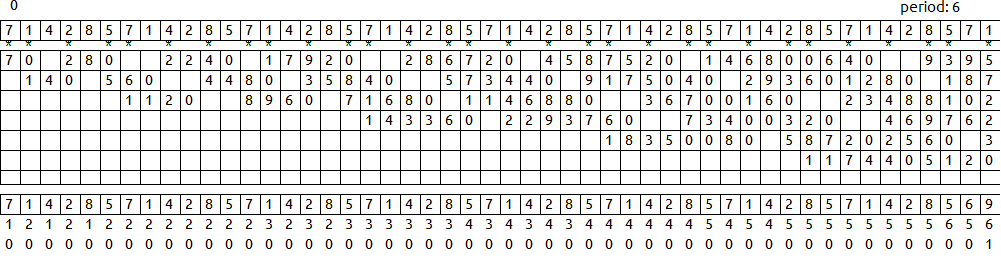 0 period: 6
7 1 4 2 8 5 7 1 4 2 8 5 7 1 4 2 8 5 7 1 4 2 8 5 7 1 4 2 8 5 7 1 4 2 8 5 7 1 4 2 8 5 7 1 4 2 8 5 7 1
* * * * * * * * * * * * * * * * * * * * * * * * * * * * * *
7 0 2 8 0 2 2 4 0 1 7 9 2 0 2 8 6 7 2 0 4 5 8 7 5 2 0 1 4 6 8 0 0 6 4 0 9 3 9 5
1 4 0 5 6 0 4 4 8 0 3 5 8 4 0 5 7 3 4 4 0 9 1 7 5 0 4 0 2 9 3 6 0 1 2 8 0 1 8 7
1 1 2 0 8 9 6 0 7 1 6 8 0 1 1 4 6 8 8 0 3 6 7 0 0 1 6 0 2 3 4 8 8 1 0 2
1 4 3 3 6 0 2 2 9 3 7 6 0 7 3 4 0 0 3 2 0 4 6 9 7 6 2
1 8 3 5 0 0 8 0 5 8 7 2 0 2 5 6 0 3
1 1 7 4 4 0 5 1 2 0
7 1 4 2 8 5 7 1 4 2 8 5 7 1 4 2 8 5 7 1 4 2 8 5 7 1 4 2 8 5 7 1 4 2 8 5 7 1 4 2 8 5 7 1 4 2 8 5 6 9
1 2 1 2 1 2 2 2 2 2 2 2 2 3 2 3 2 3 3 3 3 3 3 4 3 4 3 4 3 4 4 4 4 4 4 5 4 5 4 5 5 5 5 5 5 5 5 6 5 6
0 0 0 0 0 0 0 0 0 0 0 0 0 0 0 0 0 0 0 0 0 0 0 0 0 0 0 0 0 0 0 0 0 0 0 0 0 0 0 0 0 0 0 0 0 0 0 0 0 1